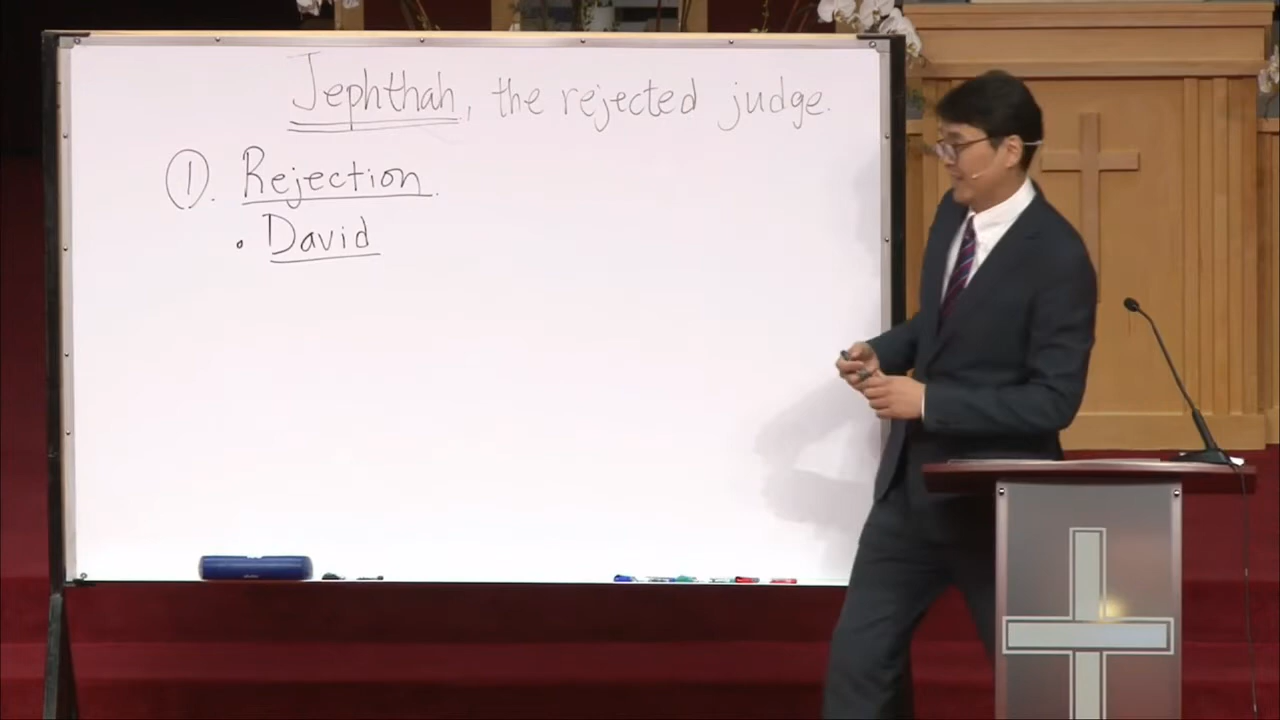 Jephthah, the rejected judge.
①. Rejection.
• David